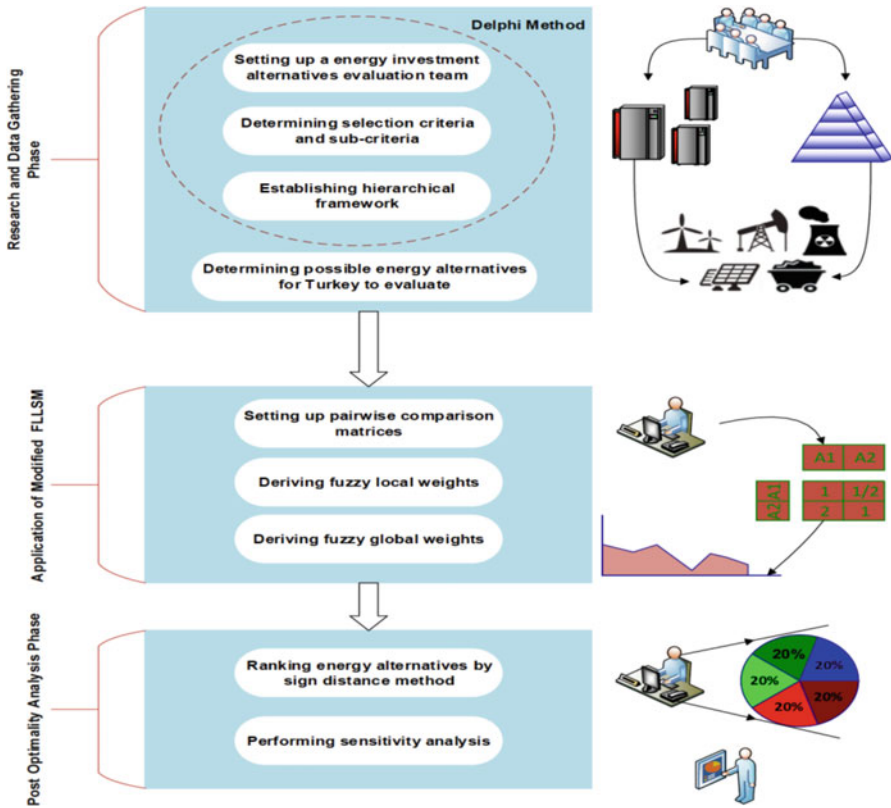 Delphi Method
Research and Data Gathering
Phase
Setting up a energy investment
alternatives evaluation team
Determining selection criteria
and sub-criteria
Establishing hierarchical
framework
Determining possible energy alternatives
for Turkey to evaluate
Application of Modified FLLSM
Setting up pairwise comparison
matrices
Deriving fuzzy local weights
Deriving fuzzy global weights
A1 A2
A2 A1
1 1/2
2 1
Post Optimality Analysis Phase
Ranking energy alternatives by
sign distance method
Performing sensitivity analysis
20%
20%
20%
20%
20%